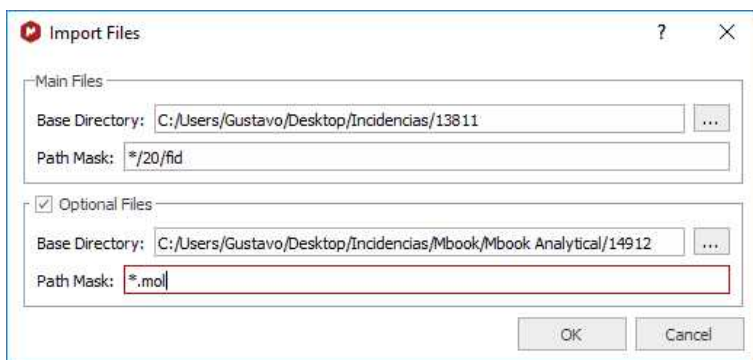 Import Files ?
Main Files
Base Directory: C:/Users/Gustavo/Desktop/Incidencias/13811 ...
Path Mask: */20/fid
Optional Files
Base Directory: C:/Users/Gustavo/Desktop/Incidencias/Mbook/Mbook Analytical/14912 ...
Path Mask: *.mol
OK Cancel